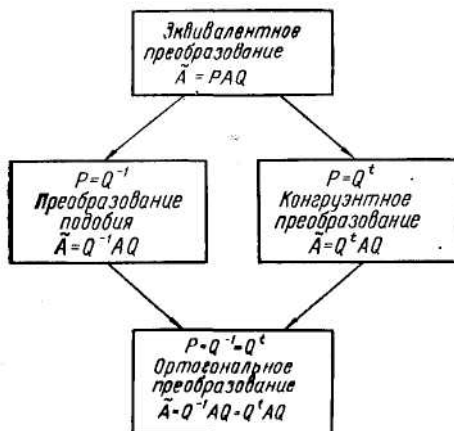 Эквивалентное
преобразование
Ã = PAQ
P = Q⁻¹
Преобразование
подобия
Ã = Q⁻¹AQ
P = Qᵗ
Конгруэнтное
преобразование
Ã = QᵗAQ
P = Q⁻¹ = Qᵗ
Ортогональное
преобразование
Ã = Q⁻¹AQ = QᵗAQ